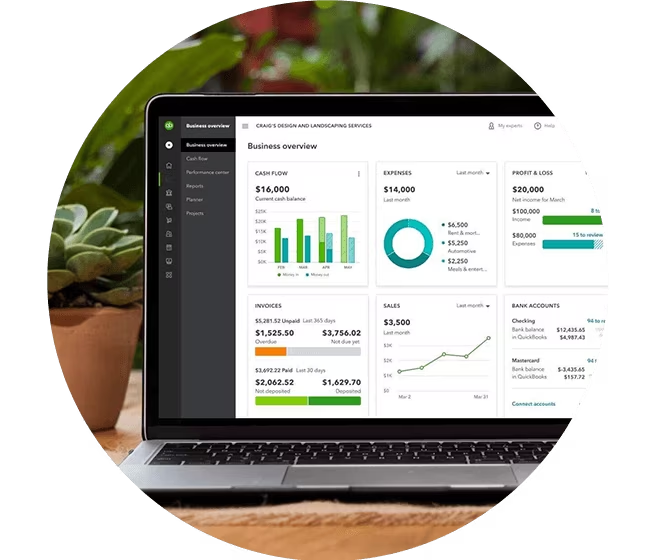 Business overview
CRAIG'S DESIGN AND LANDSCAPING SERVICES
My experts
Help
Business overview
Cash flow
Performance center
Reports
Planner
Projects
Business overview
CASH FLOW
$16,000
Current cash balance
$25K
$20K
$15K
$10K
$5K
$0K
FEB MAR APR MAY
Money in Money out
EXPENSES
Last month
$14,000
Last month
$6,500
Rent & mort...
$5,250
Automotive
$2,250
Meals & entert...
PROFIT & LOSS
$20,000
Net income for March
$100,000 8 to
Income
$80,000 15 to review
Expenses
INVOICES
$5,281.52 Unpaid Last 365 days
$1,525.50 $3,756.02
Overdue Not due yet
$3,692.22 Paid Last 30 days
$2,062.52 $1,629.70
Not deposited Deposited
SALES
Last month
$3,500
Last month
$3K
$2K
$1K
$0
Mar 2 Mar 31
BANK ACCOUNTS
Checking 94 to re
Bank balance $12,435.65
in QuickBooks $4,987.43
Mastercard 94 t
Bank balance $-3,435.65
in QuickBooks $157.72
Connect accounts